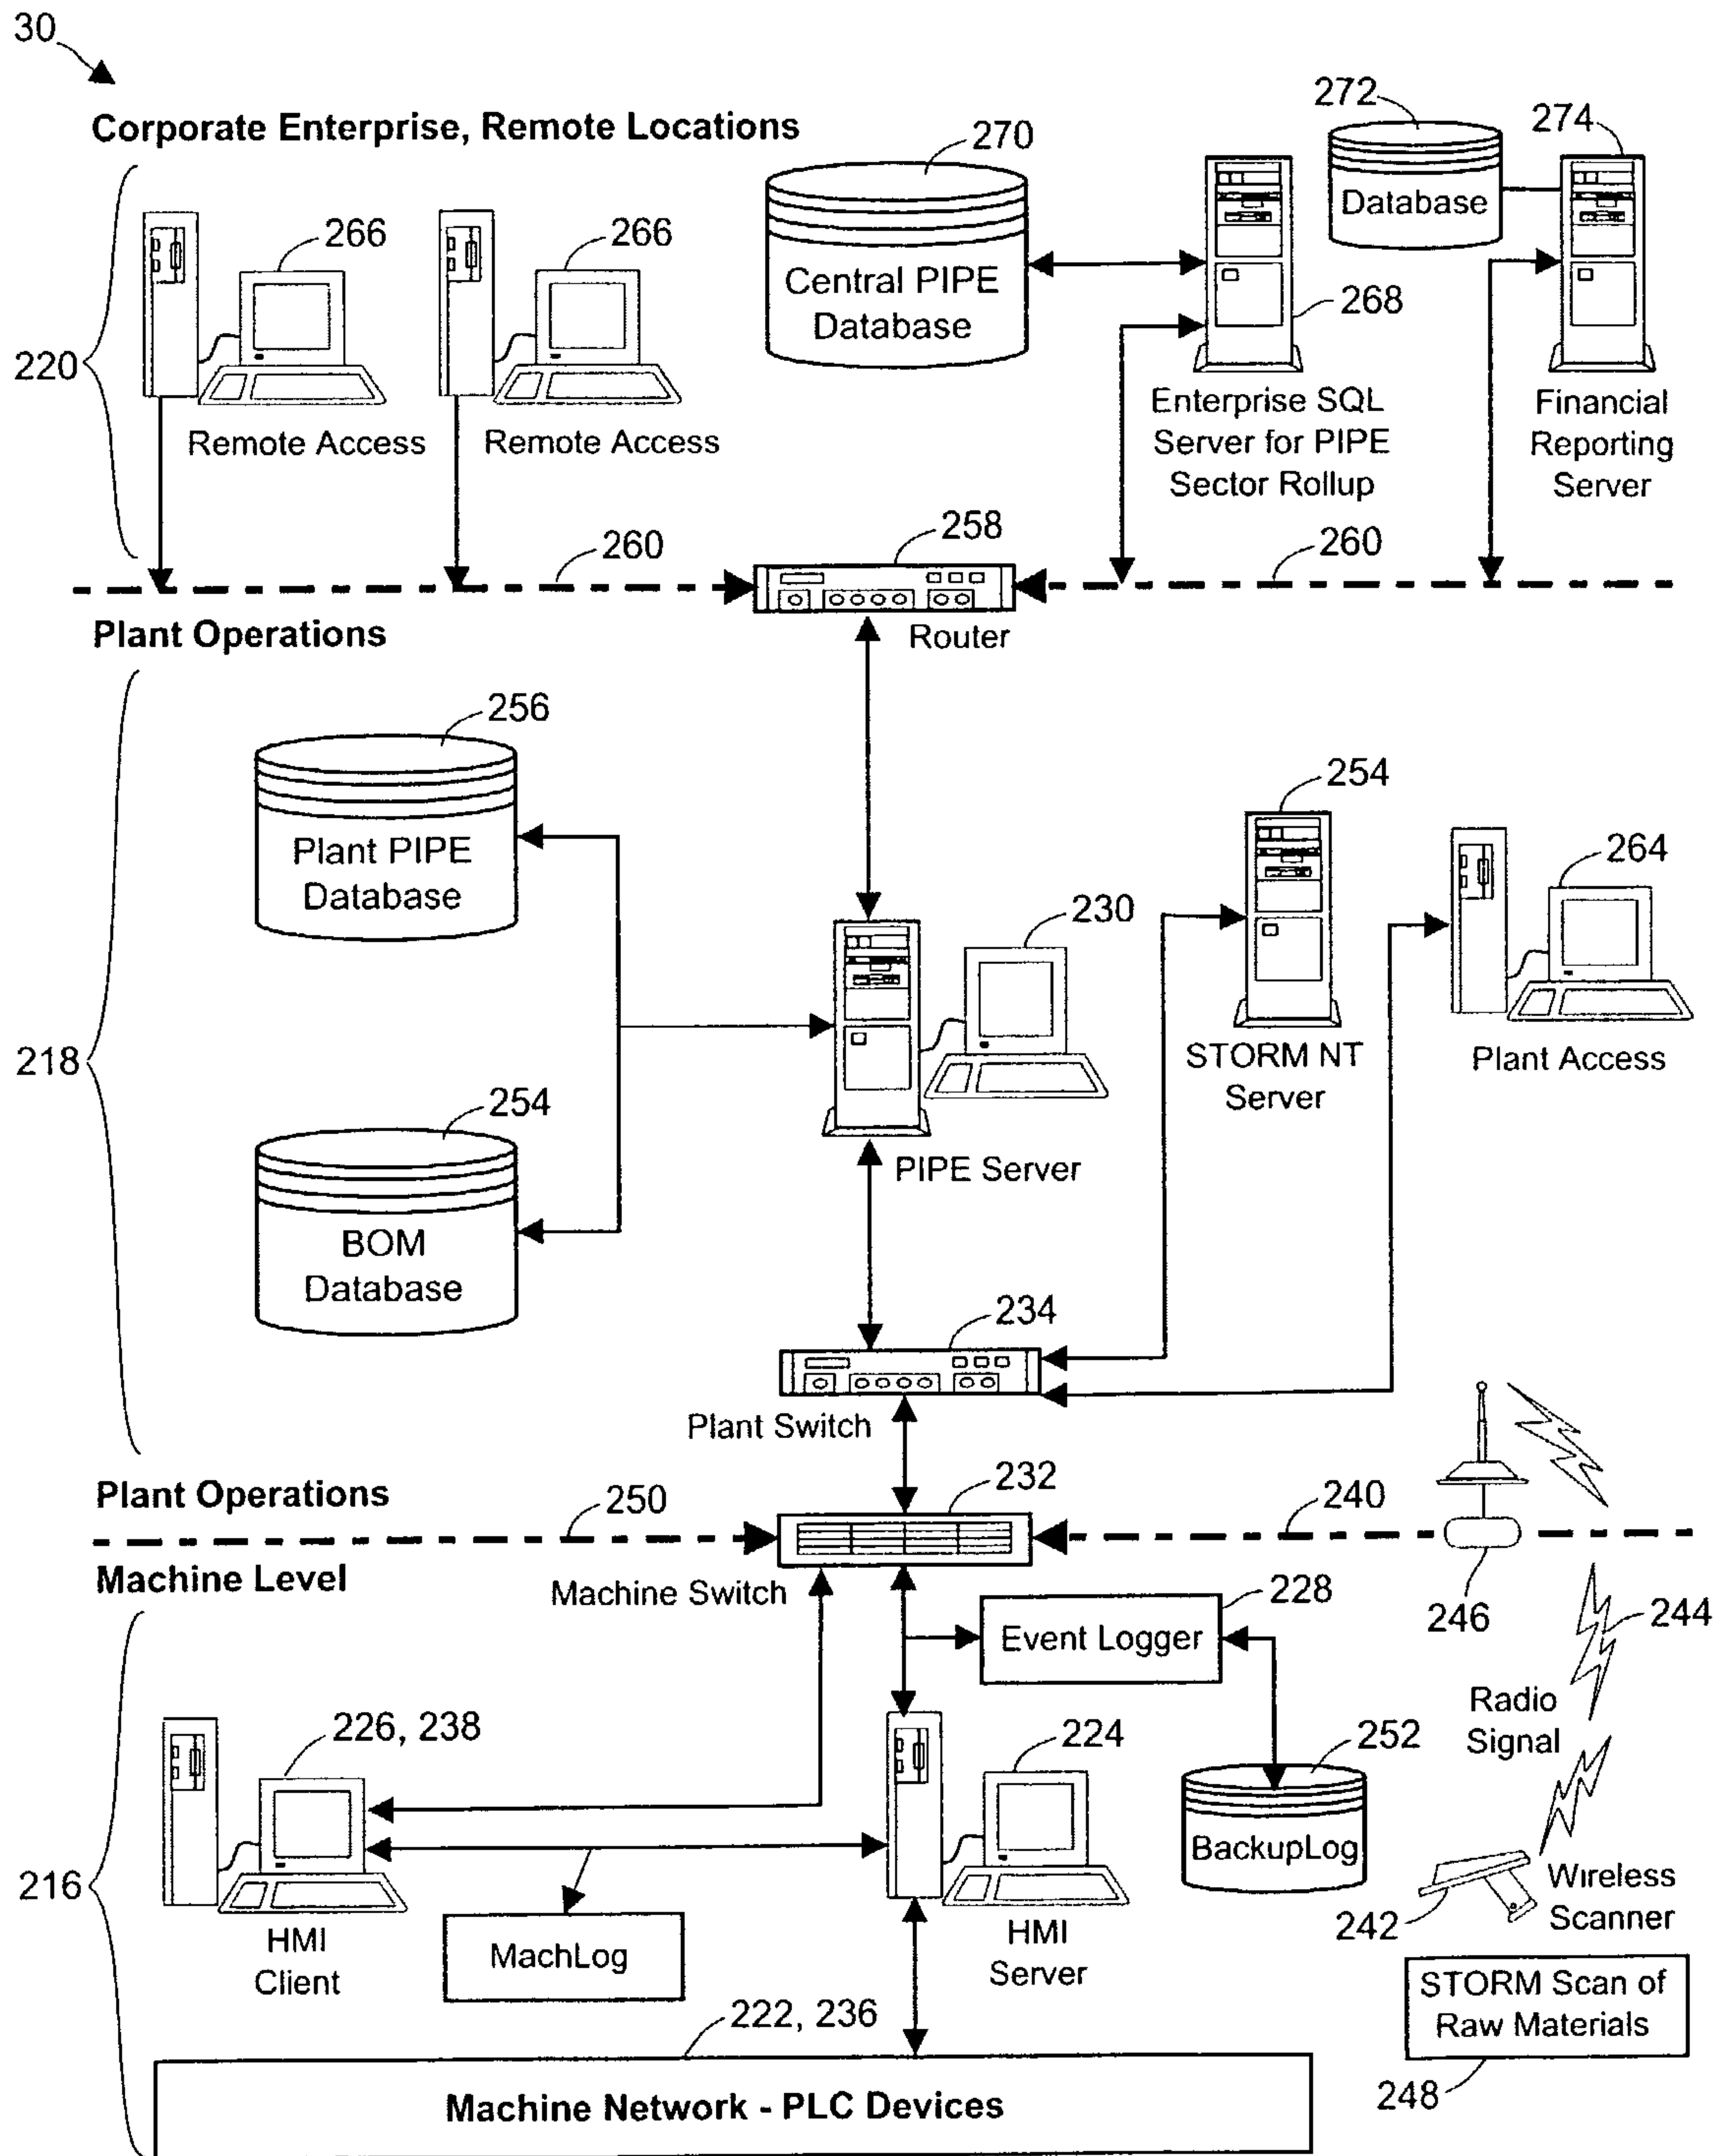 30
Corporate Enterprise, Remote Locations
272
274
270
Database
266
266
Central PIPE
Database
268
220
Enterprise SQL
Server for PIPE
Sector Rollup
Financial
Reporting
Server
Remote Access
Remote Access
258
260
260
Plant Operations
Router
256
254
Plant PIPE
Database
264
230
218
STORM NT
Server
Plant Access
254
PIPE Server
BOM
Database
234
Plant Switch
Plant Operations
232
250
240
Machine Level
Machine Switch
228
246
244
Event Logger
Radio
Signal
226, 238
224
252
BackupLog
216
Wireless
Scanner
242
HMI
Client
MachLog
HMI
Server
STORM Scan of
Raw Materials
222, 236
248
Machine Network - PLC Devices